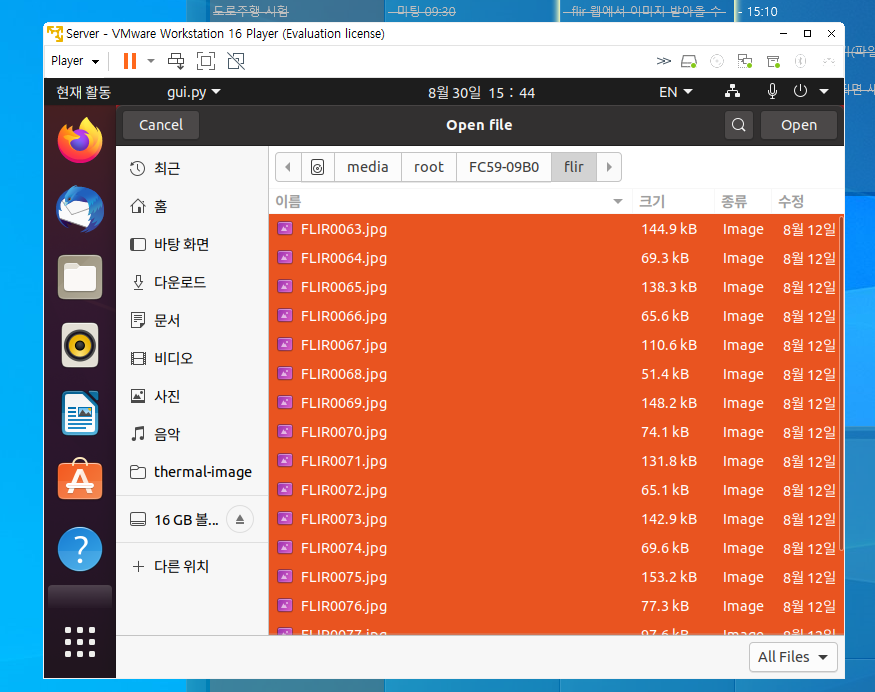 도로주행 시험
- 미팅 09:30
- flir 웹에서 이미지 받아올 수
- 15:10
Server - VMware Workstation 16 Player (Evaluation license)
Player
현재 활동
gui.py
8월 30일 15 : 44
EN
Cancel
Open file
Open
최근
홈
바탕 화면
다운로드
문서
비디오
사진
음악
thermal-image
16 GB 볼...
다른 위치
media
root
FC59-09B0
flir
이름 크기 종류 수정
FLIR0063.jpg 144.9 kB Image 8월 12일
FLIR0064.jpg 69.3 kB Image 8월 12일
FLIR0065.jpg 138.3 kB Image 8월 12일
FLIR0066.jpg 65.6 kB Image 8월 12일
FLIR0067.jpg 110.6 kB Image 8월 12일
FLIR0068.jpg 51.4 kB Image 8월 12일
FLIR0069.jpg 148.2 kB Image 8월 12일
FLIR0070.jpg 74.1 kB Image 8월 12일
FLIR0071.jpg 131.8 kB Image 8월 12일
FLIR0072.jpg 65.1 kB Image 8월 12일
FLIR0073.jpg 142.9 kB Image 8월 12일
FLIR0074.jpg 69.6 kB Image 8월 12일
FLIR0075.jpg 153.2 kB Image 8월 12일
FLIR0076.jpg 77.3 kB Image 8월 12일
FLIR0077.jpg 97.6 kB Image 8월 12일
All Files